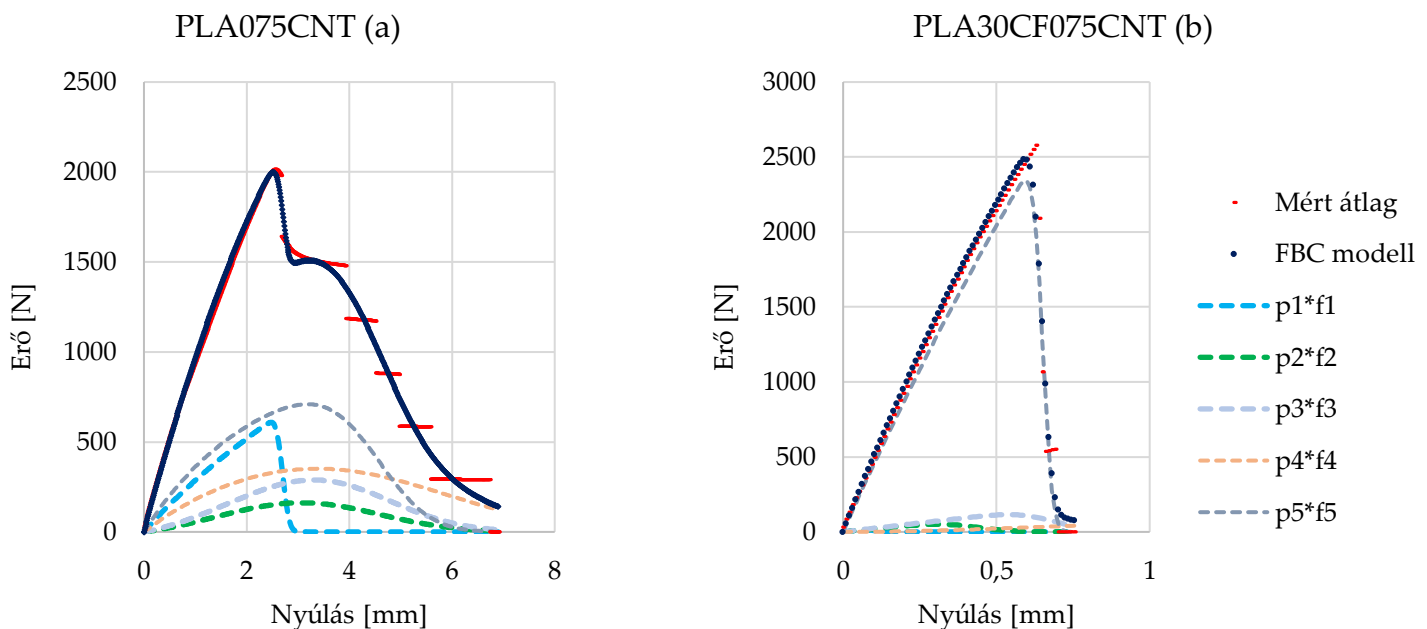 PLA075CNT (a)
2500
2000
1500
1000
500
0
0
2
4
6
8
Erő [N]
Nyúlás [mm]
PLA30CF075CNT (b)
3000
2500
2000
1500
1000
500
0
0
0,5
1
Erő [N]
Nyúlás [mm]
Mért átlag
FBC modell
p1*f1
p2*f2
p3*f3
p4*f4
p5*f5